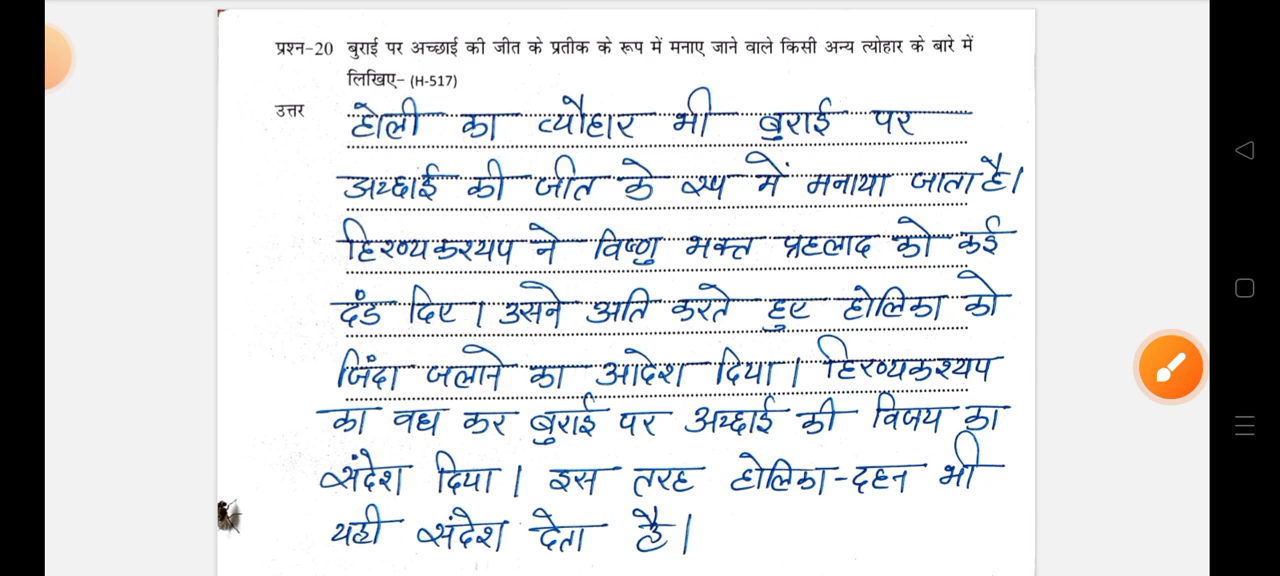 प्रश्न-20 बुराई पर अच्छाई की जीत के प्रतीक के रूप में मनाए जाने वाले किसी अन्य त्योहार के बारे में
लिखिए– (H-517)
उत्तर
होली का त्यौहार भी बुराई पर
अच्छाई की जीत के रूप में मनाया जाता है।
हिरण्यकश्यप ने विष्णु भक्त प्रहलाद को कई
दंड दिए। उसने अति करते हुए होलिका को
जिंदा जलाने का आदेश दिया। हिरण्यकश्यप
का वध कर बुराई पर अच्छाई की विजय का
संदेश दिया। इस तरह होलिका-दहन भी
यही संदेश देता है।